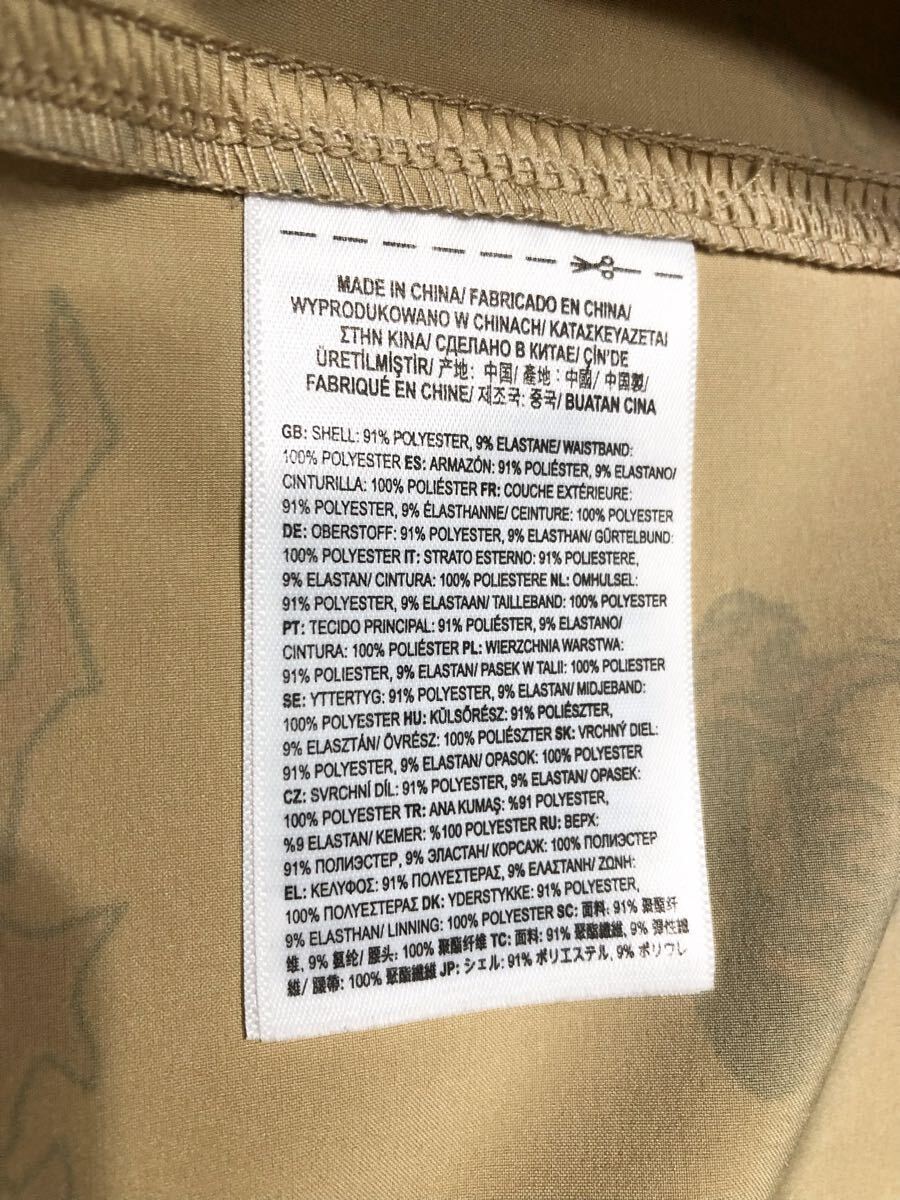 MADE IN CHINA/ FABRICADO EN CHINA/
WYPRODUKOWANO W CHINACH/ ΚΑΤΑΣΚΕΥΑΖΕΤΑΙ
ΣΤΗΝ ΚΙΝΑ/ СДЕЛАНО В КИТАЕ/ ÇİN'DE
ÜRETİLMİŞTİR/ 产地: 中国/ 產地: 中國/ 中国製/
FABRIQUÉ EN CHINE/ 제조국: 중국/ BUATAN CINA
GB: SHELL: 91% POLYESTER, 9% ELASTANE/ WAISTBAND:
100% POLYESTER ES: ARMAZÓN: 91% POLIÉSTER, 9% ELASTANO/
CINTURILLA: 100% POLIÉSTER FR: COUCHE EXTÉRIEURE:
91% POLYESTER, 9% ÉLASTHANNE/ CEINTURE: 100% POLYESTER
DE: OBERSTOFF: 91% POLYESTER, 9% ELASTHAN/ GÜRTELBUND:
100% POLYESTER IT: STRATO ESTERNO: 91% POLIESTERE,
9% ELASTAN/ CINTURA: 100% POLIESTERE NL: OMHULSEL:
91% POLYESTER, 9% ELASTAAN/ TAILLEBAND: 100% POLYESTER
PT: TECIDO PRINCIPAL: 91% POLIÉSTER, 9% ELASTANO/
CINTURA: 100% POLIÉSTER PL: WIERZCHNIA WARSTWA:
91% POLIESTER, 9% ELASTAN/ PASEK W TALII: 100% POLIESTER
SE: YTTERTYG: 91% POLYESTER, 9% ELASTAN/ MIDJEBAND:
100% POLYESTER HU: KÜLSŐRÉSZ: 91% POLIÉSZTER,
9% ELASZTÁN/ ÖVRÉSZ: 100% POLIÉSZTER SK: VRCHNÝ DIEL:
91% POLYESTER, 9% ELASTAN/ OPASOK: 100% POLYESTER
CZ: SVRCHNÍ DÍL: 91% POLYESTER, 9% ELASTAN/ OPASEK:
100% POLYESTER TR: ANA KUMAŞ: %91 POLYESTER,
%9 ELASTAN/ KEMER: %100 POLYESTER RU: ВЕРХ:
91% ПОЛИЭСТЕР, 9% ЭЛАСТАН/ КОРСАЖ: 100% ПОЛИЭСТЕР
EL: ΚΕΛΥΦΟΣ: 91% ΠΟΛΥΕΣΤΕΡΑΣ, 9% ΕΛΑΣΤΑΝΗ/ ΖΩΝΗ:
100% ΠΟΛΥΕΣΤΕΡΑΣ DK: YDERSTYKKE: 91% POLYESTER,
9% ELASTHAN/ LINNING: 100% POLYESTER SC: 面料: 91% 聚酯纤
维, 9% 氨纶/ 腰头: 100% 聚酯纤维 TC: 面料: 91% 聚酯纖維, 9% 彈性纖
維/ 腰帶: 100% 聚酯纖維 JP: シェル: 91% ポリエステル, 9% ポリウレ